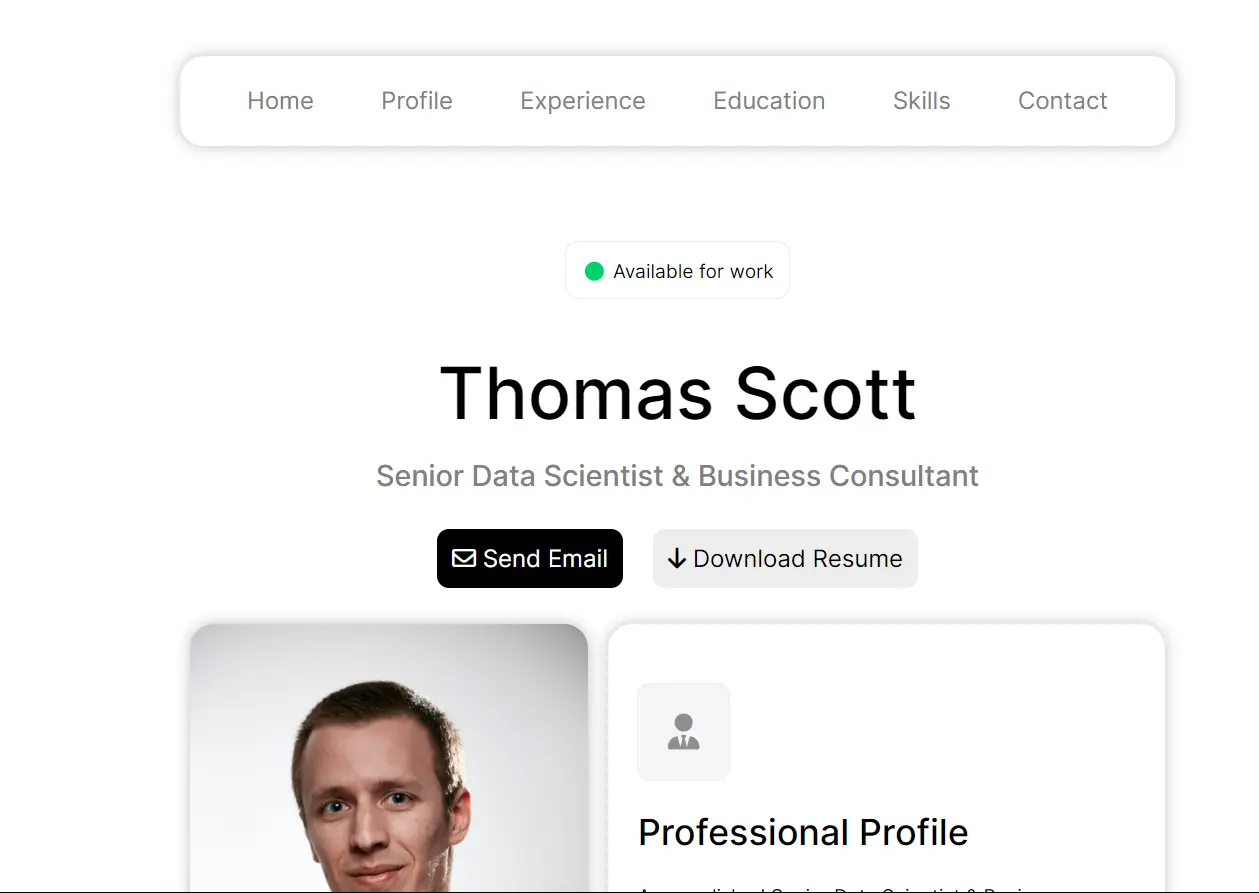 Home Profile Experience Education Skills Contact
Available for work
Thomas Scott
Senior Data Scientist & Business Consultant
Send Email Download Resume
Professional Profile